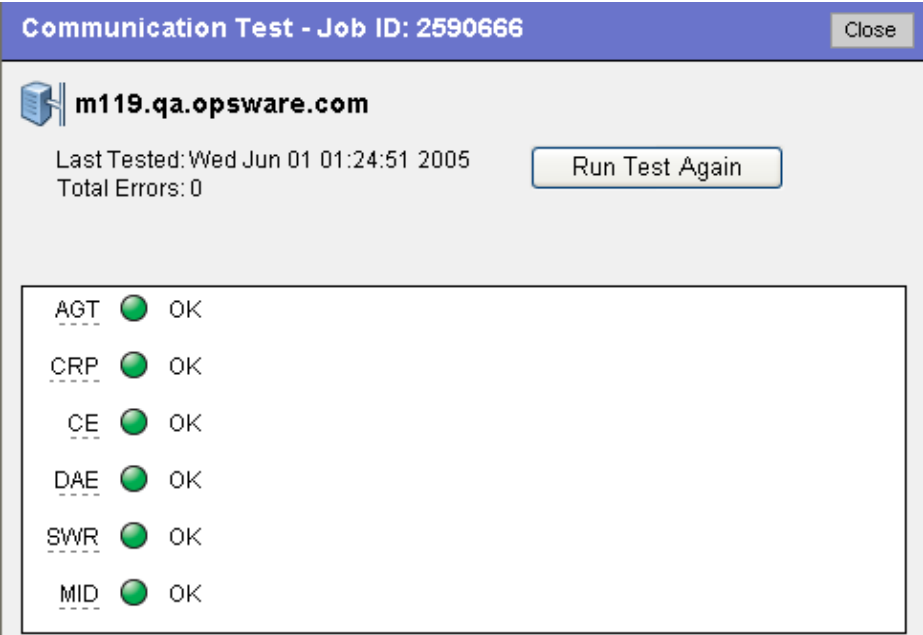 Communication Test - Job ID: 2590666
Close
m119.qa.opsware.com
Last Tested: Wed Jun 01 01:24:51 2005
Run Test Again
Total Errors: 0
AGT OK
CRP OK
CE OK
DAE OK
SWR OK
MID OK